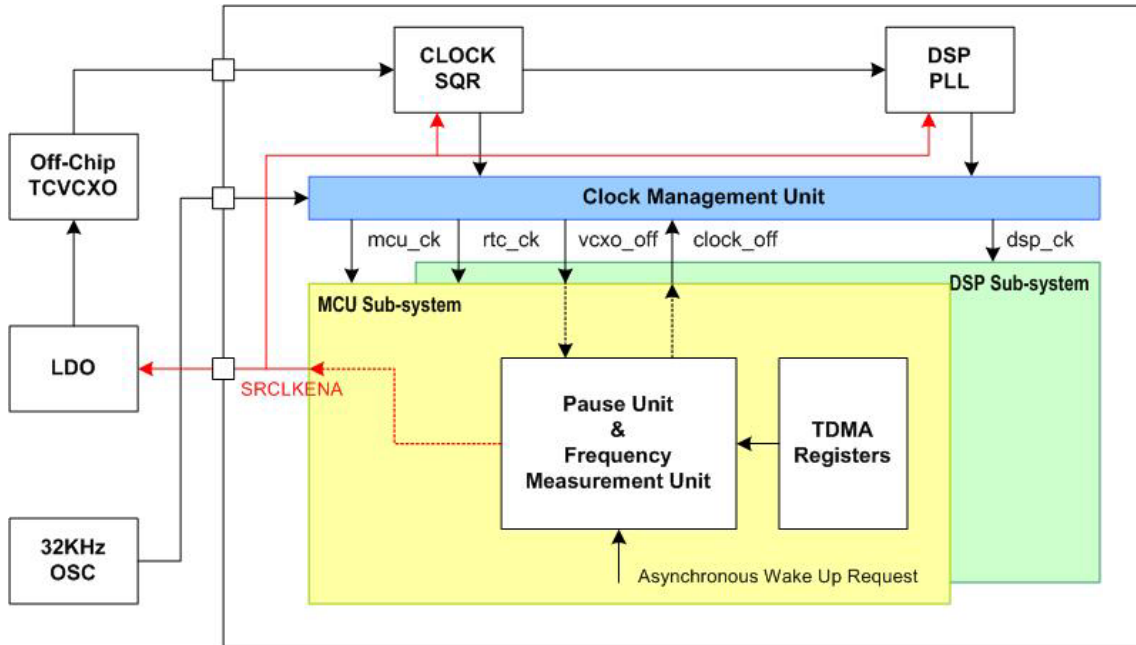 CLOCK
SQR
DSP
PLL
Off-Chip
TCVCXO
Clock Management Unit
mcu_ck
rtc_ck
vcxo_off
clock_off
dsp_ck
DSP Sub-system
MCU Sub-system
LDO
SRCLKENA
Pause Unit
&
Frequency
Measurement Unit
TDMA
Registers
32KHz
OSC
Asynchronous Wake Up Request